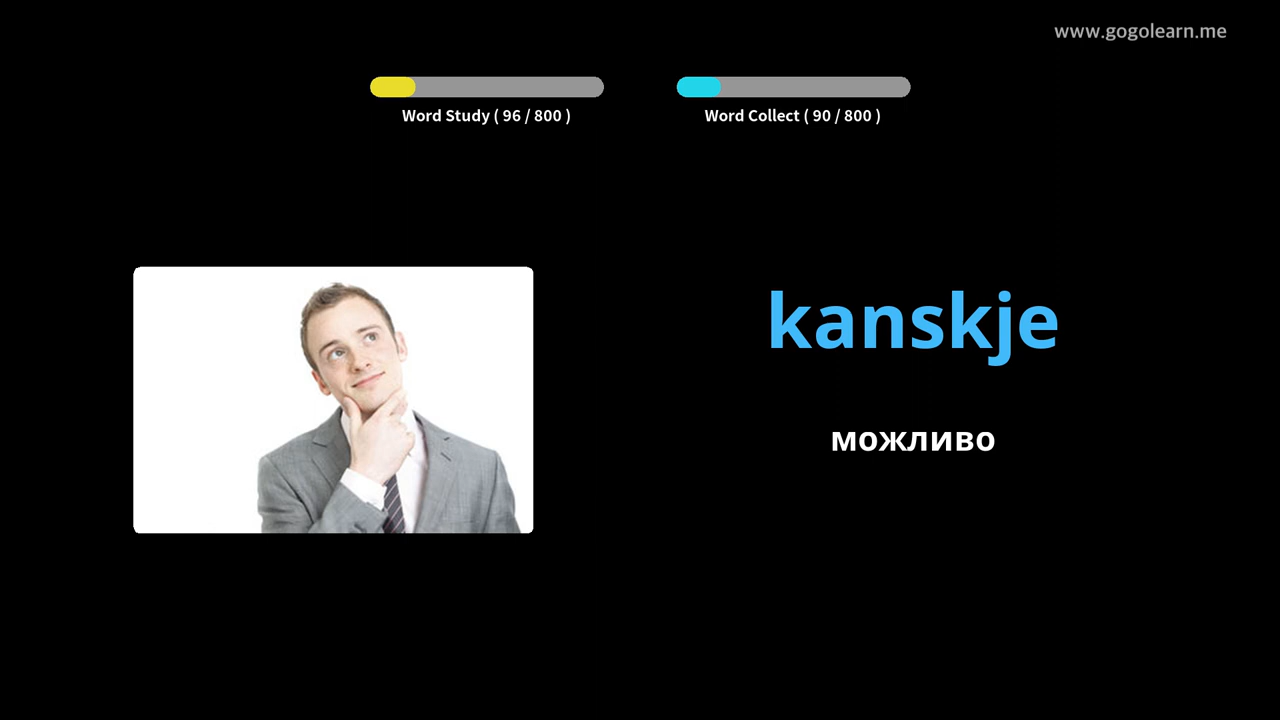 www.gogolearn.me
Word Study ( 96 / 800 )
Word Collect ( 90 / 800 )
kanskje
можливо